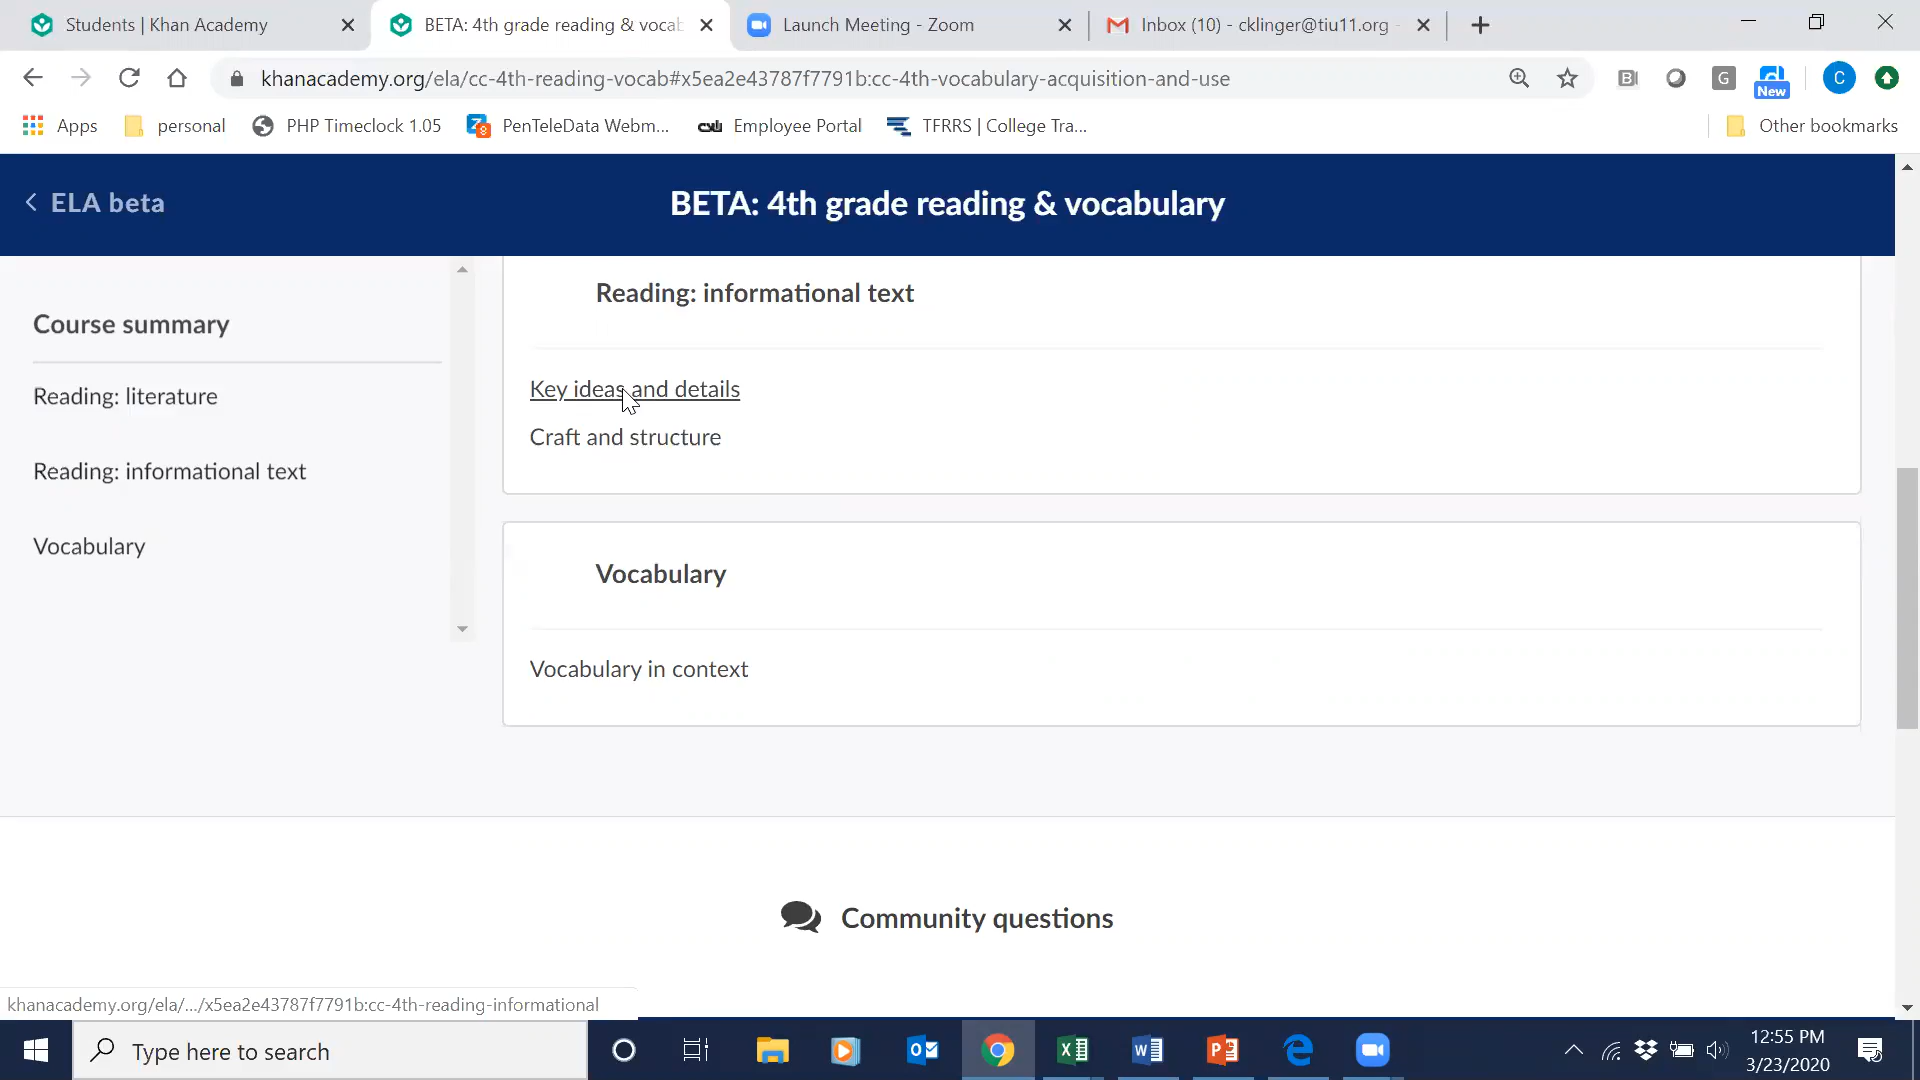 Students | Khan Academy
BETA: 4th grade reading & vocab
Launch Meeting - Zoom
Inbox (10) - cklinger@tiu11.org -
khanacademy.org/ela/cc-4th-reading-vocab#x5ea2e43787f7791b:cc-4th-vocabulary-acquisition-and-use
B!
G
New
C
Apps
personal
PHP Timeclock 1.05
PenTeleData Webm...
Employee Portal
TFRRS | College Tra...
Other bookmarks
ELA beta
BETA: 4th grade reading & vocabulary
Course summary
Reading: literature
Reading: informational text
Vocabulary
Reading: informational text
Key ideas and details
Craft and structure
Vocabulary
Vocabulary in context
Community questions
khanacademy.org/ela/.../x5ea2e43787f7791b:cc-4th-reading-informational
Type here to search
12:55 PM
3/23/2020